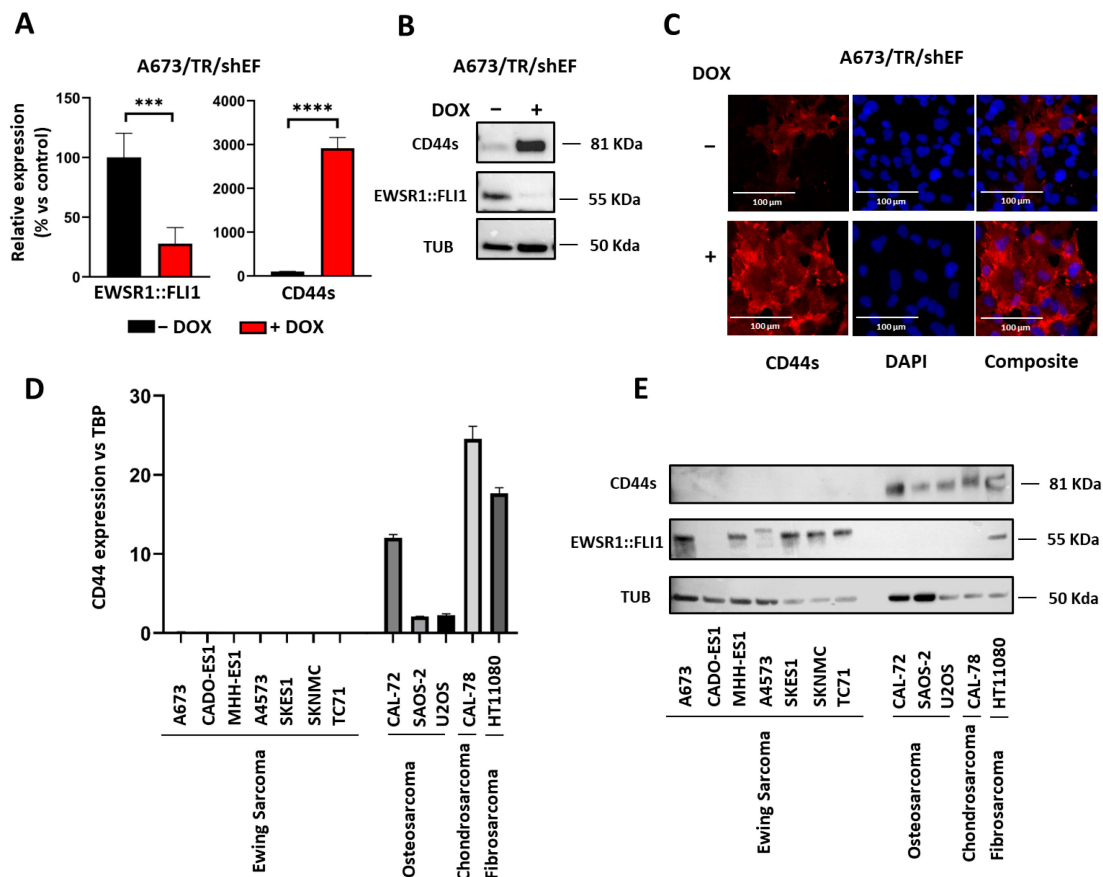 A
A673/TR/shEF
Relative expression
(% vs control)
150
100
50
0
***
EWSR1::FLI1
4000
3000
2000
1000
0
****
CD44s
– DOX
+ DOX
B
A673/TR/shEF
DOX – +
CD44s 81 KDa
EWSR1::FLI1 55 KDa
TUB 50 Kda
C
A673/TR/shEF
DOX
–
100 µm 100 µm 100 µm
+
100 µm 100 µm 100 µm
CD44s DAPI Composite
D
CD44 expression vs TBP
30
20
10
0
A673
CADO-ES1
MHH-ES1
A4573
SKES1
SKNMC
TC71
CAL-72
SAOS-2
U2OS
CAL-78
HT11080
Ewing Sarcoma
Osteosarcoma
Chondrosarcoma
Fibrosarcoma
E
CD44s 81 KDa
EWSR1::FLI1 55 KDa
TUB 50 Kda
A673
CADO-ES1
MHH-ES1
A4573
SKES1
SKNMC
TC71
CAL-72
SAOS-2
U2OS
CAL-78
HT11080
Ewing Sarcoma
Osteosarcoma
Chondrosarcoma
Fibrosarcoma